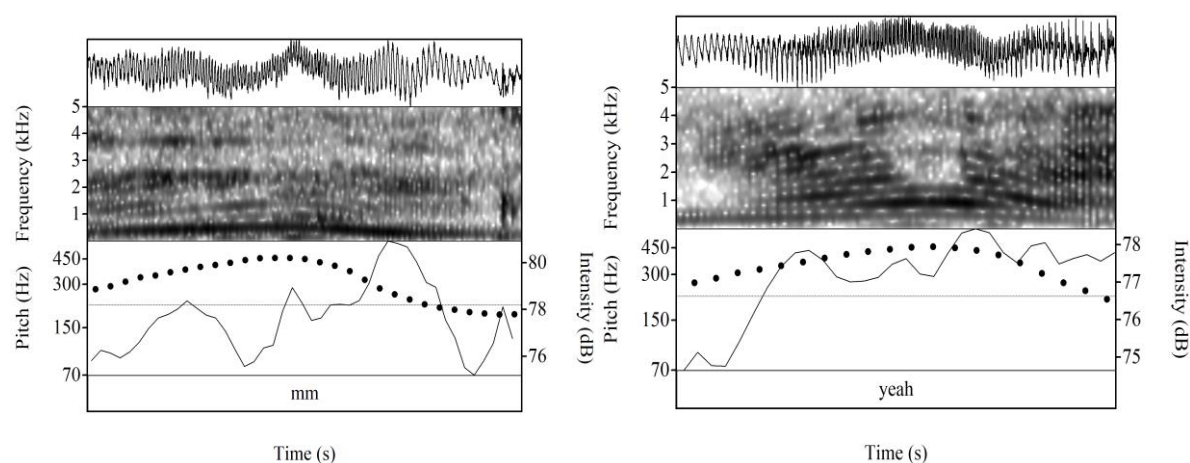 5
4
3
2
1
Frequency (kHz)
450
300
150
70
Pitch (Hz)
80
78
76
Intensity (dB)
mm
Time (s)
5
4
3
2
1
Frequency (kHz)
450
300
150
70
Pitch (Hz)
78
77
76
75
Intensity (dB)
yeah
Time (s)